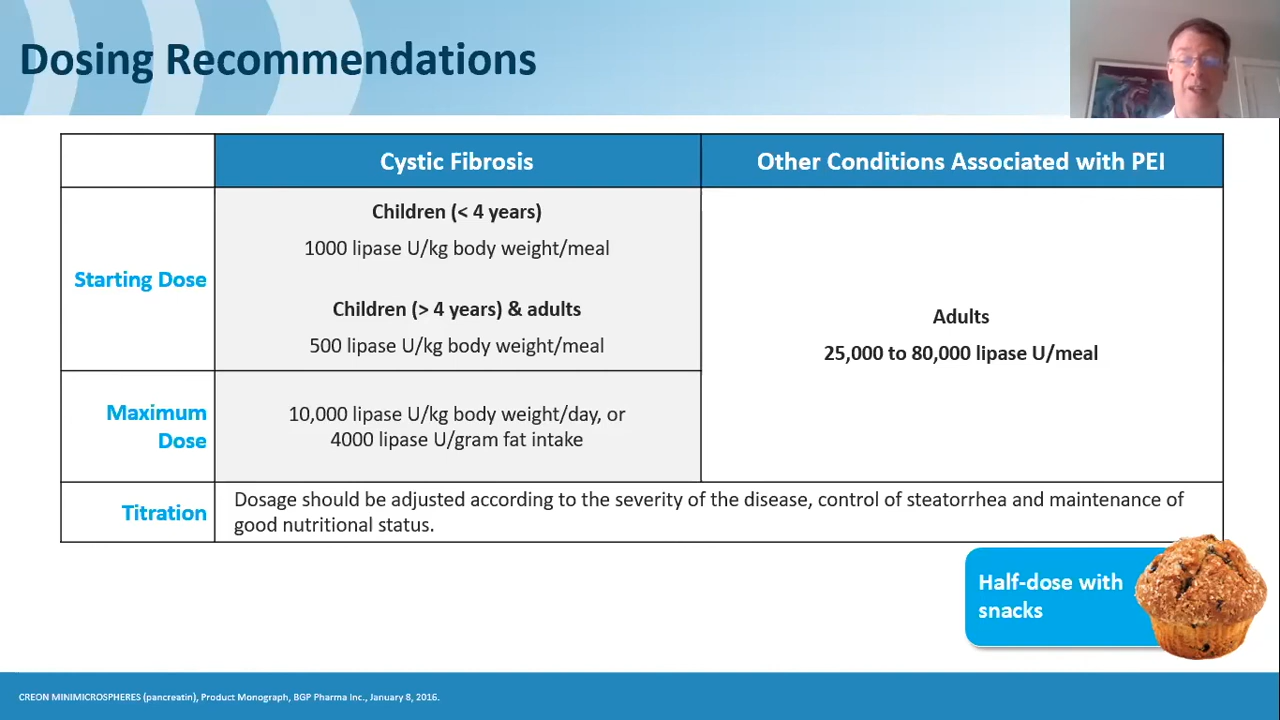 Dosing Recommendations
Cystic Fibrosis
Other Conditions Associated with PEI
Starting Dose
Children (< 4 years)
1000 lipase U/kg body weight/meal
Children (> 4 years) & adults
500 lipase U/kg body weight/meal
Adults
25,000 to 80,000 lipase U/meal
Maximum
Dose
10,000 lipase U/kg body weight/day, or
4000 lipase U/gram fat intake
Titration
Dosage should be adjusted according to the severity of the disease, control of steatorrhea and maintenance of
good nutritional status.
Half-dose with
snacks
CREON MINIMICROSPHERES (pancreatin), Product Monograph, BGP Pharma Inc., January 8, 2016.